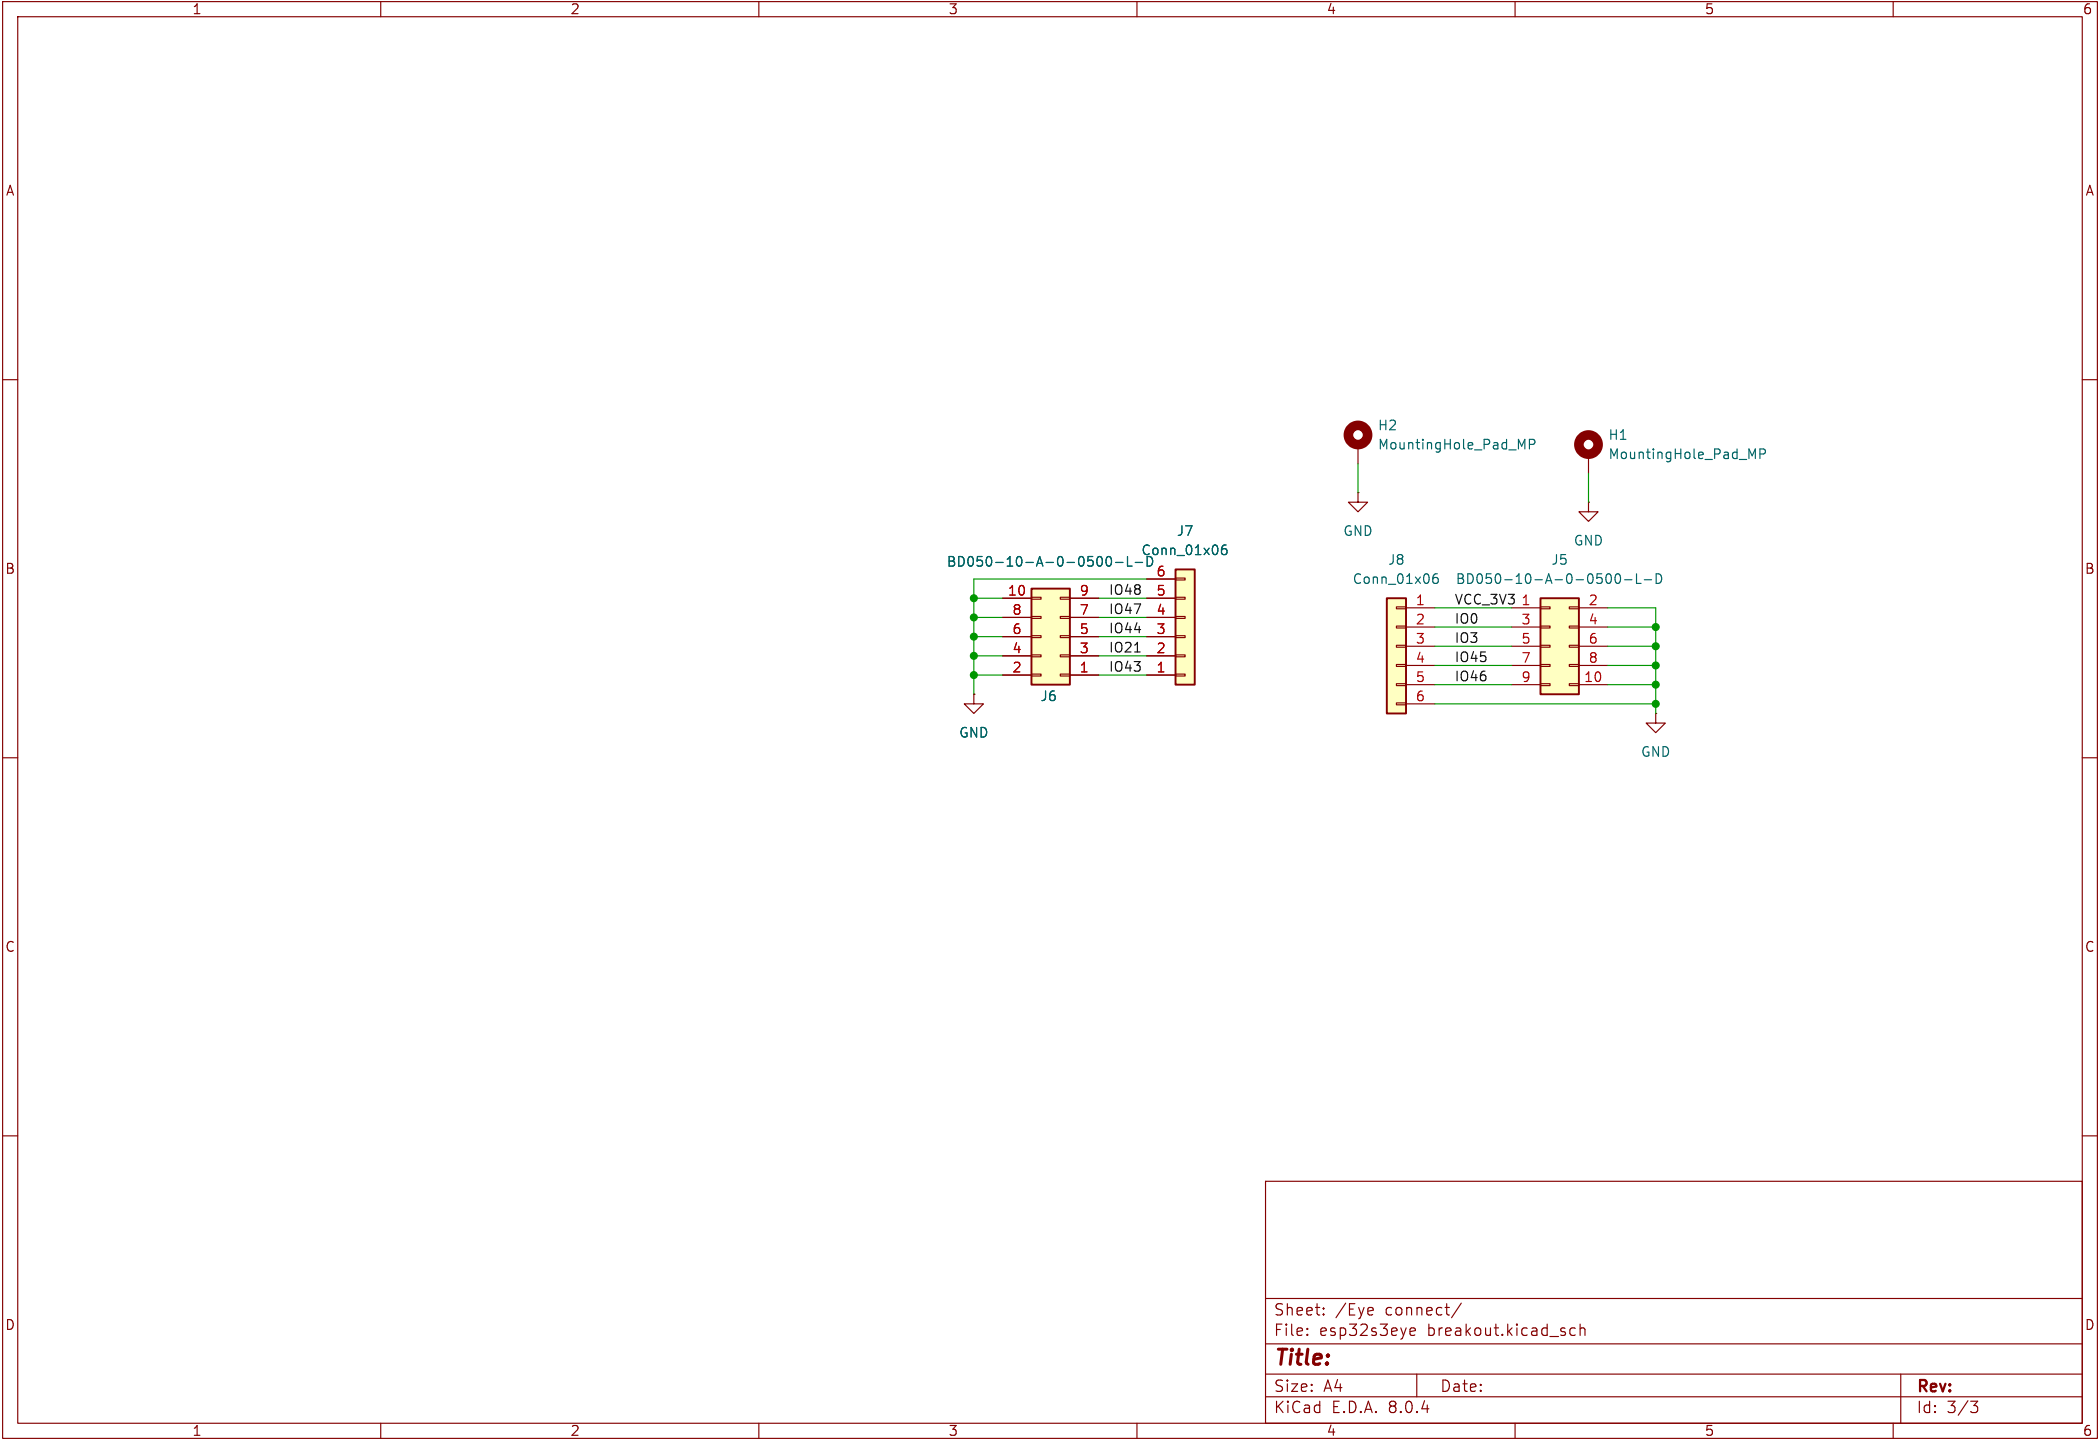 1 2 3 4 5 6
A A
H2
MountingHole_Pad_MP
H1
MountingHole_Pad_MP
GND
GND
J7
Conn_01x06
BD050-10-A-0-0500-L-D
6
10 9 IO48 5
8 7 IO47 4
6 5 IO44 3
4 3 IO21 2
2 1 IO43 1
J6
GND
J8
Conn_01x06
J5
BD050-10-A-0-0500-L-D
1 VCC_3V3 1 2
2 IO0 3 4
3 IO3 5 6
4 IO45 7 8
5 IO46 9 10
6
GND
B B
C C
D D
Sheet: /Eye connect/
File: esp32s3eye breakout.kicad_sch
Title:
Size: A4 Date: Rev:
KiCad E.D.A. 8.0.4 Id: 3/3
1 2 3 4 5 6